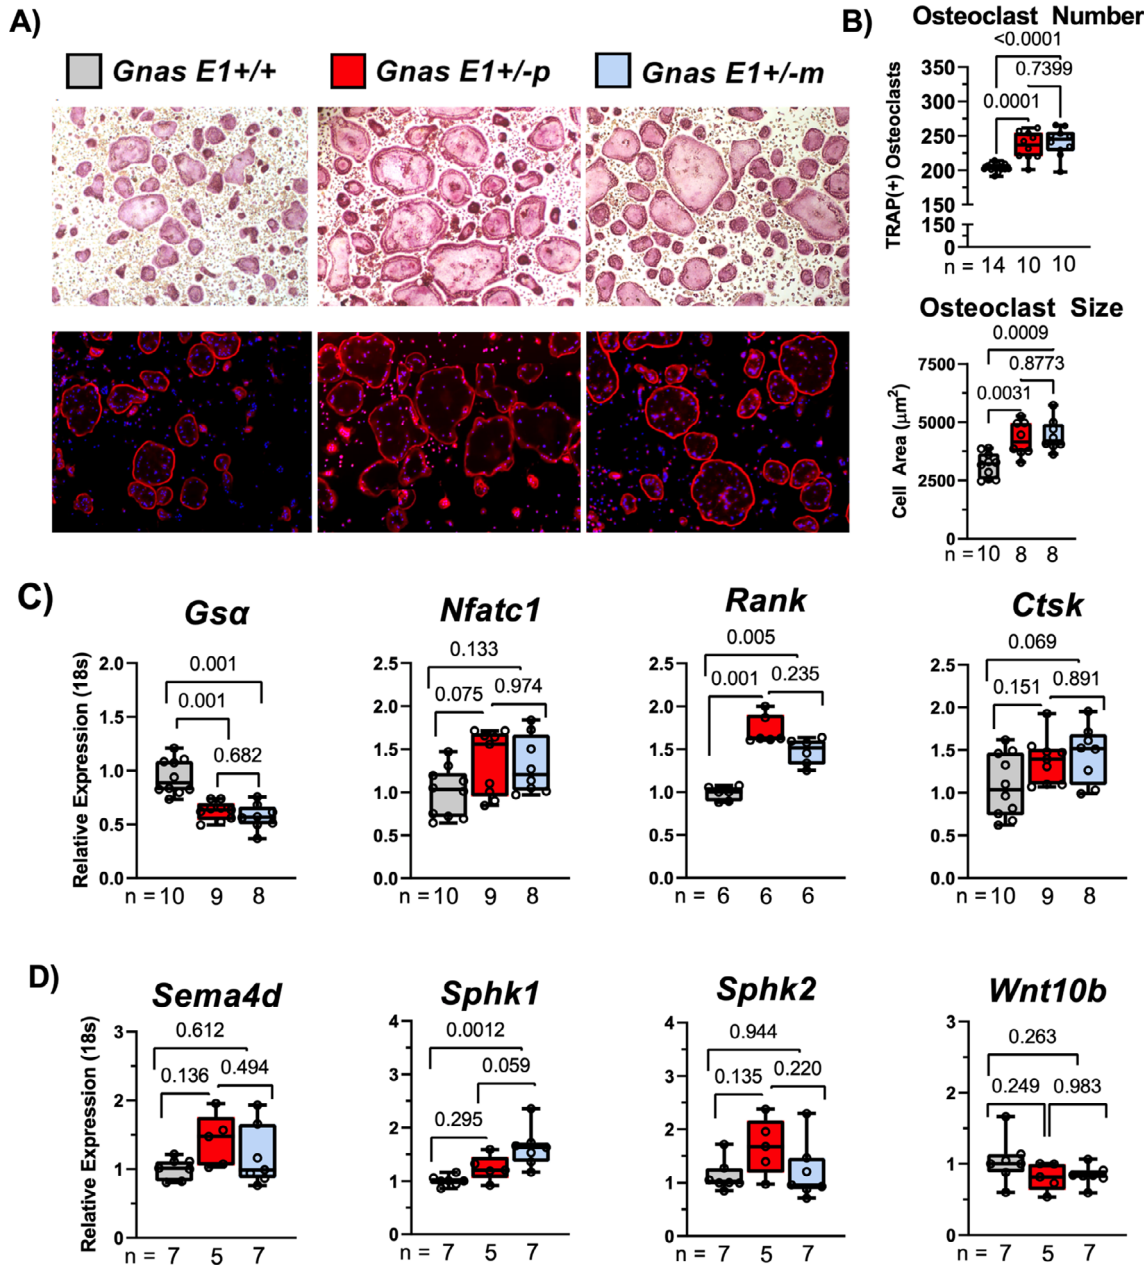 A)
Gnas E1+/+ Gnas E1+/-p Gnas E1+/-m
B)
Osteoclast Number
<0.0001
0.7399
0.0001
TRAP(+) Osteoclasts
350
300
250
200
150
150
0
n = 14 10 10
Osteoclast Size
0.0009
0.8773
0.0031
Cell Area (μm2)
7500
5000
2500
0
n = 10 8 8
C)
Gsα
Relative Expression (18s)
2.0
1.5
1.0
0.5
0.0
0.001
0.001
0.682
n = 10 9 8
Nfatc1
2.5
2.0
1.5
1.0
0.5
0.0
0.133
0.075 0.974
n = 10 9 8
Rank
2.5
2.0
1.5
1.0
0.5
0.0
0.005
0.001 0.235
n = 6 6 6
Ctsk
2.5
2.0
1.5
1.0
0.5
0.0
0.069
0.151 0.891
n = 10 9 8
D)
Sema4d
Relative Expression (18s)
3
2
1
0
0.612
0.136 0.494
n = 7 5 7
Sphk1
4
3
2
1
0
0.0012
0.059
0.295
n = 7 5 7
Sphk2
4
3
2
1
0
0.944
0.135 0.220
n = 7 5 7
Wnt10b
3
2
1
0
0.263
0.249 0.983
n = 7 5 7